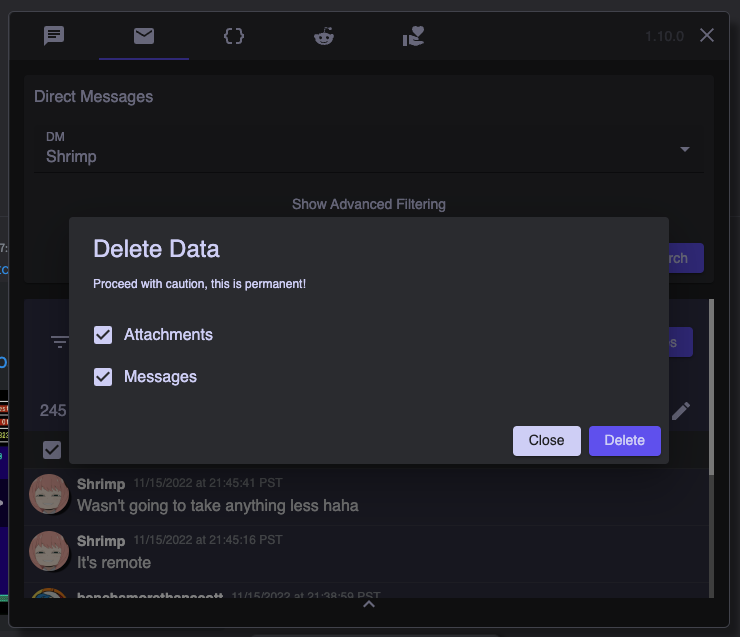 1.10.0
Direct Messages
DM
Shrimp
Show Advanced Filtering
rch
Delete Data
Proceed with caution, this is permanent!
Attachments
Messages
245
Close
Delete
Shrimp 11/15/2022 at 21:45:41 PST
Wasn't going to take anything less haha
Shrimp 11/15/2022 at 21:45:16 PST
It's remote
11/15/2022 at 21:38:59 PST